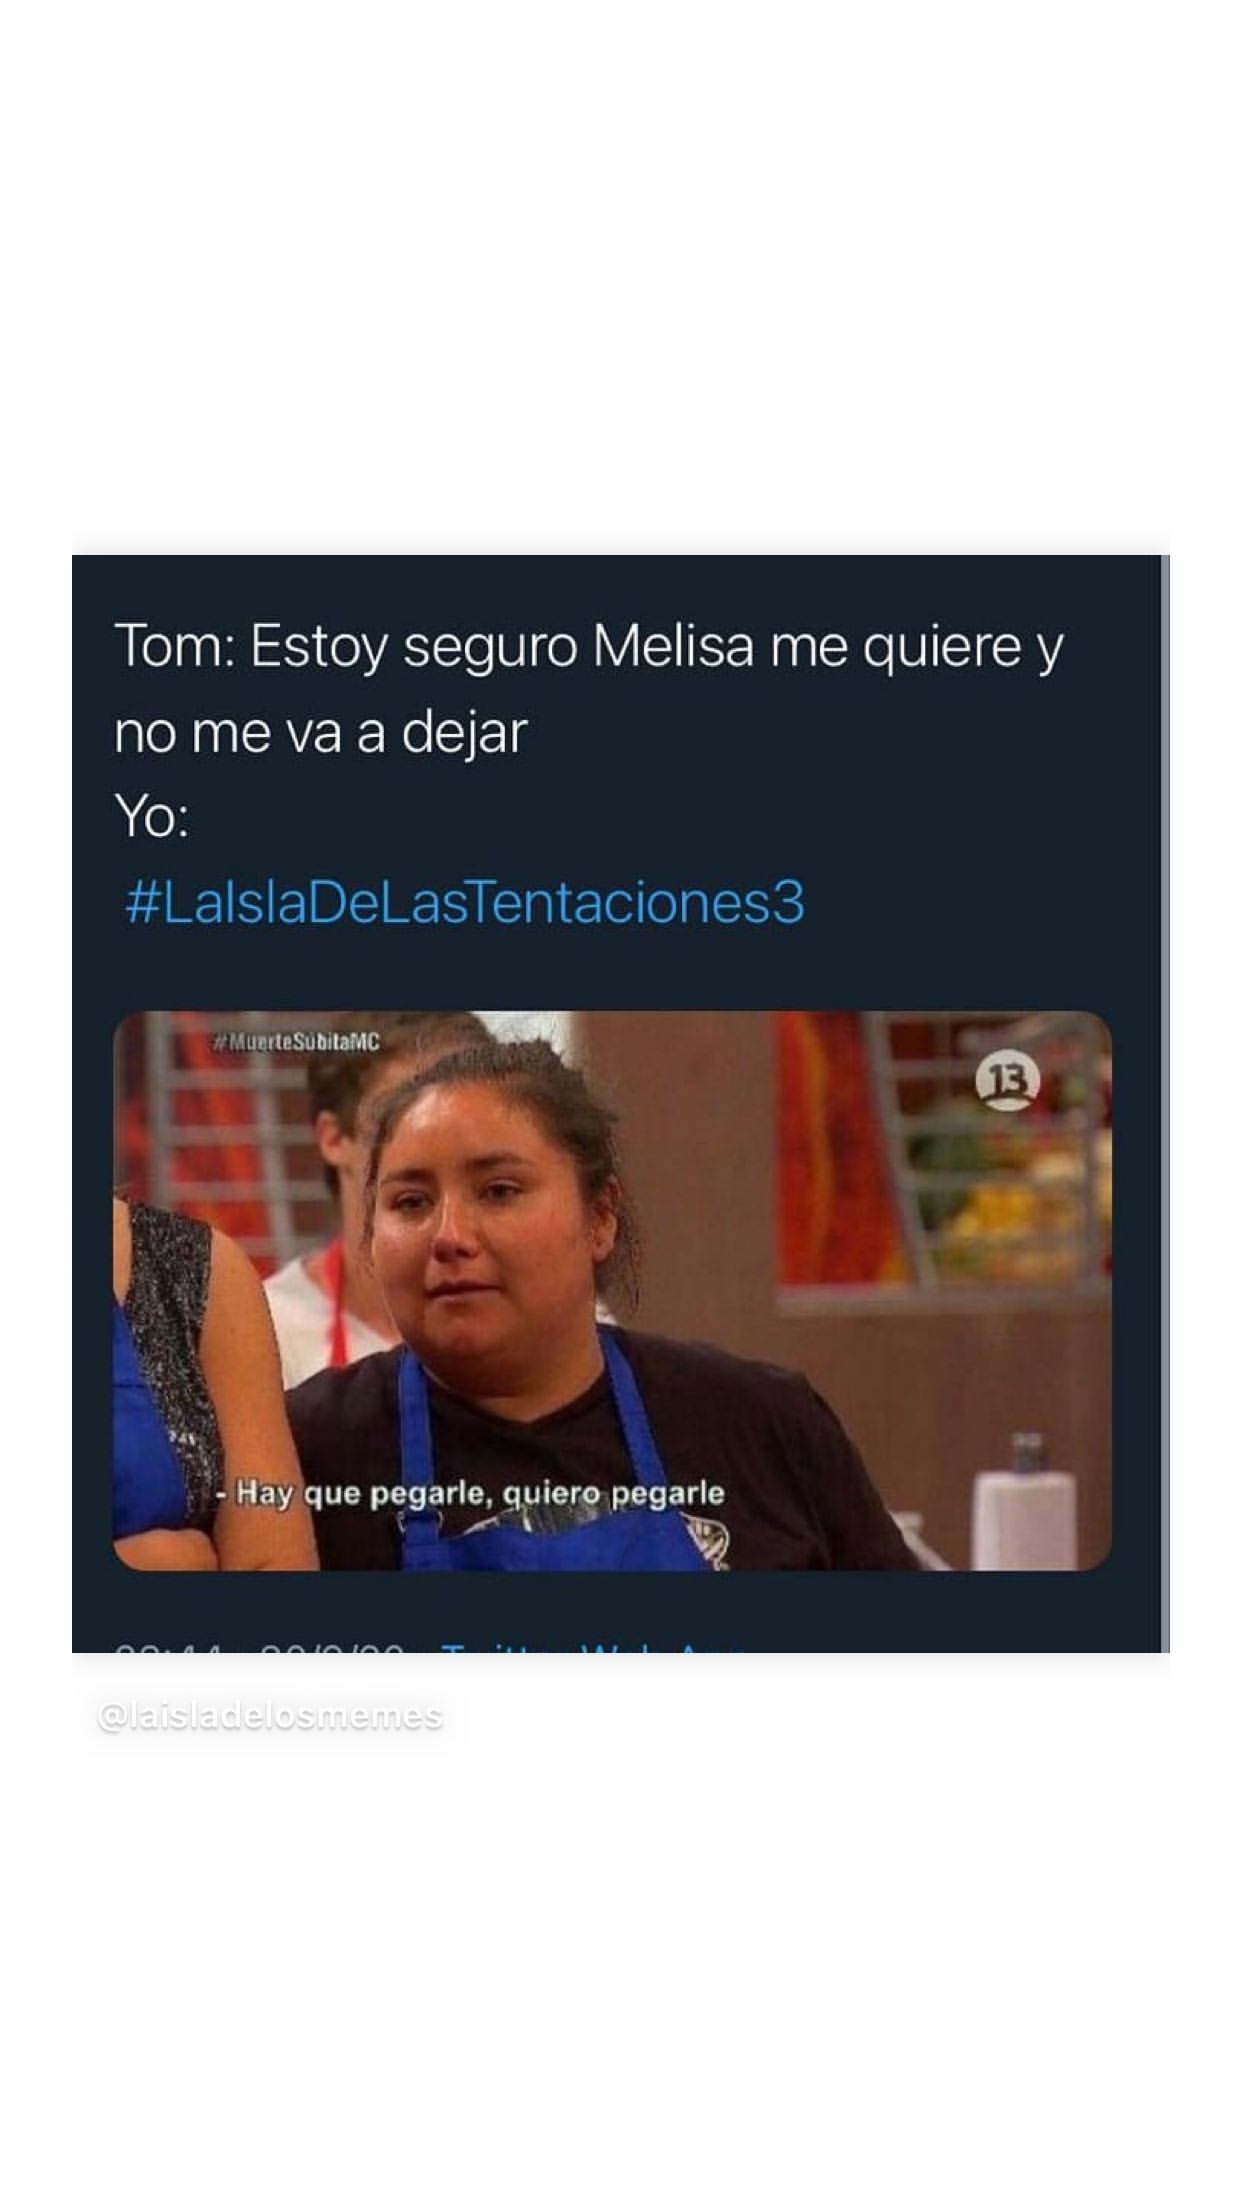 Tom: Estoy seguro Melisa me quiere y
no me va a dejar
Yo:
#LaIslaDeLasTentaciones3
#MuerteSúbitaMC
13
- Hay que pegarle, quiero pegarle
@laisladelosmemes